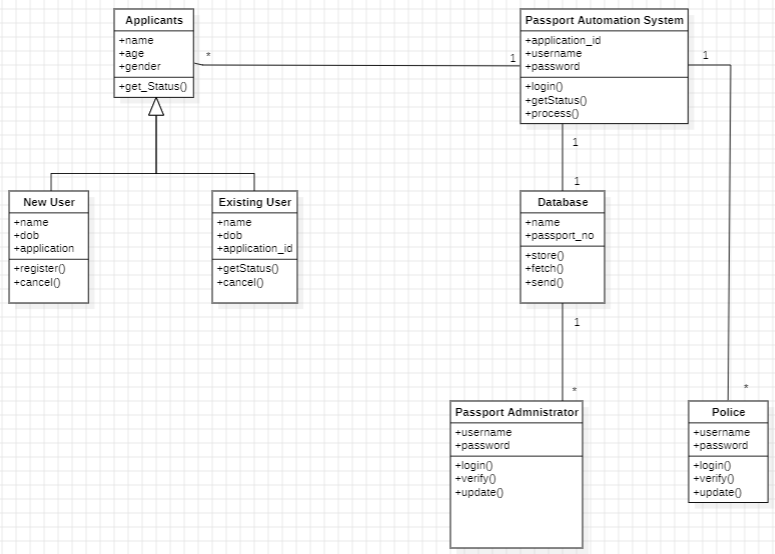 Applicants
+name
+age
+gender
+get_Status()
*
1
Passport Automation System
+application_id
+username
+password
+login()
+getStatus()
+process()
1
1
1
New User
+name
+dob
+application
+register()
+cancel()
Existing User
+name
+dob
+application_id
+getStatus()
+cancel()
Database
+name
+passport_no
+store()
+fetch()
+send()
1
*
*
Passport Admnistrator
+username
+password
+login()
+verify()
+update()
Police
+username
+password
+login()
+verify()
+update()